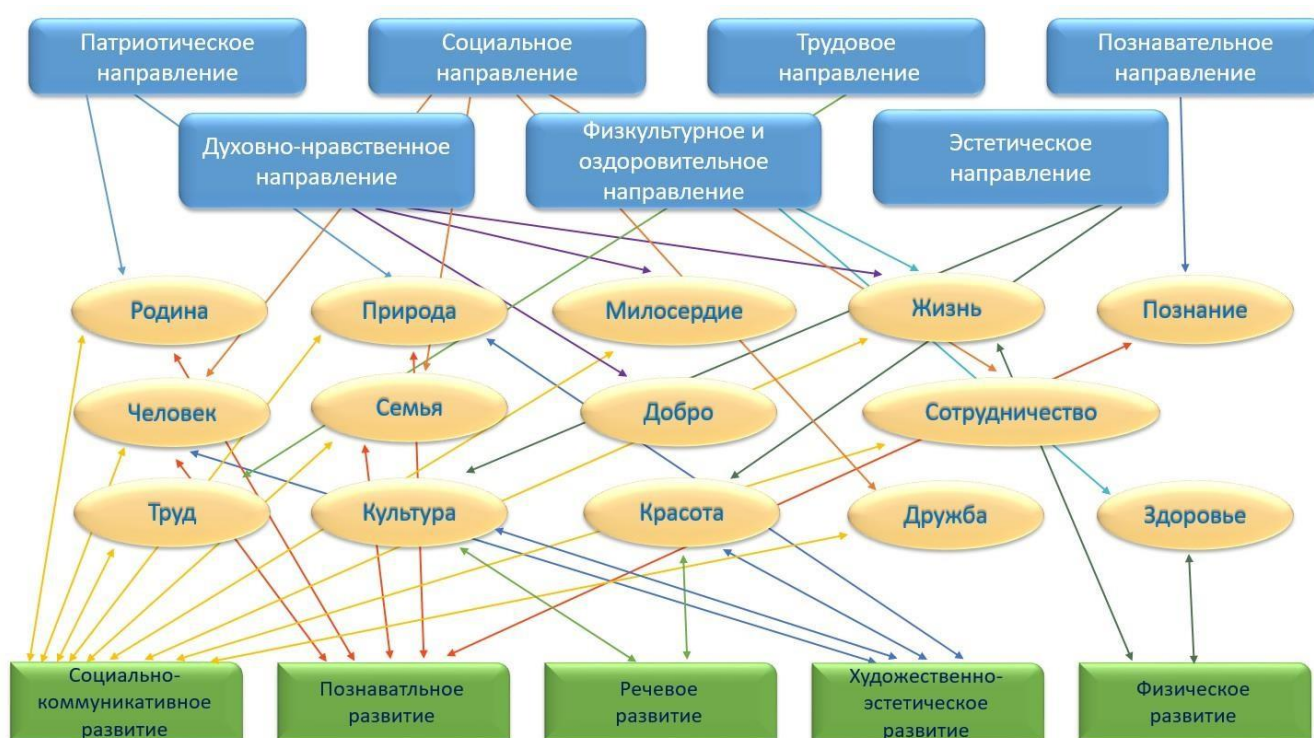 Патриотическое
направление
Социальное
направление
Трудовое
направление
Познавательное
направление
Духовно-нравственное
направление
Физкультурное и
оздоровительное
направление
Эстетическое
направление
Родина
Природа
Милосердие
Жизнь
Познание
Человек
Семья
Добро
Сотрудничество
Труд
Культура
Красота
Дружба
Здоровье
Социально-
коммуникативное
развитие
Познаватльное
развитие
Речевое
развитие
Художественно-
эстетическое
развитие
Физическое
развитие